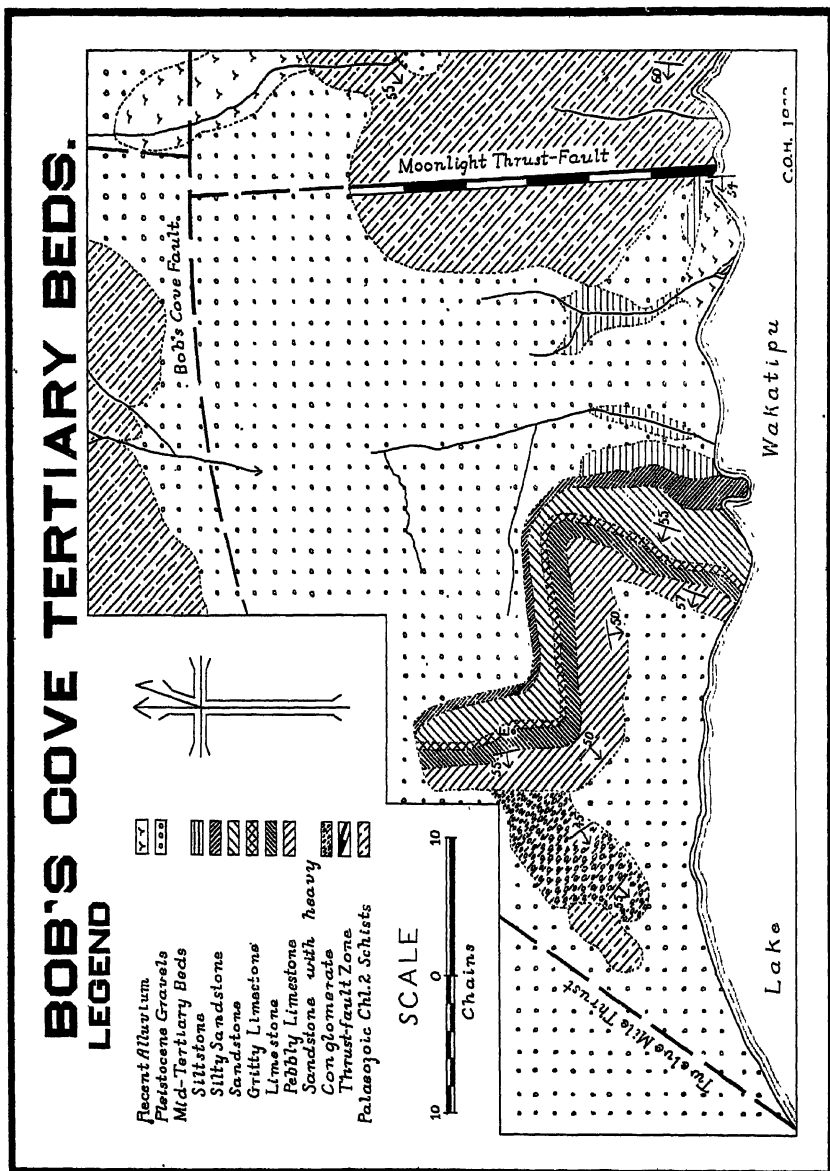 BOB'S COVE TERTIARY BEDS.
LEGEND
Recent Alluvium
Pleistocene Gravels
Mid-Tertiary Beds
Siltstone
Silty Sandstone
Sandstone
Gritty Limestone
Limestone
Pebbly Limestone
Sandstone with heavy
Conglomerate
Thrust-fault Zone
Palaeozoic Chl.2 Schists
SCALE
10 0 10
Chains
Bob's Cove Fault.
Moonlight Thrust-Fault
Twelve Mile Thrust
55
60
54
55
57
50
55
50
Lake Wakatipu
C.O.H.